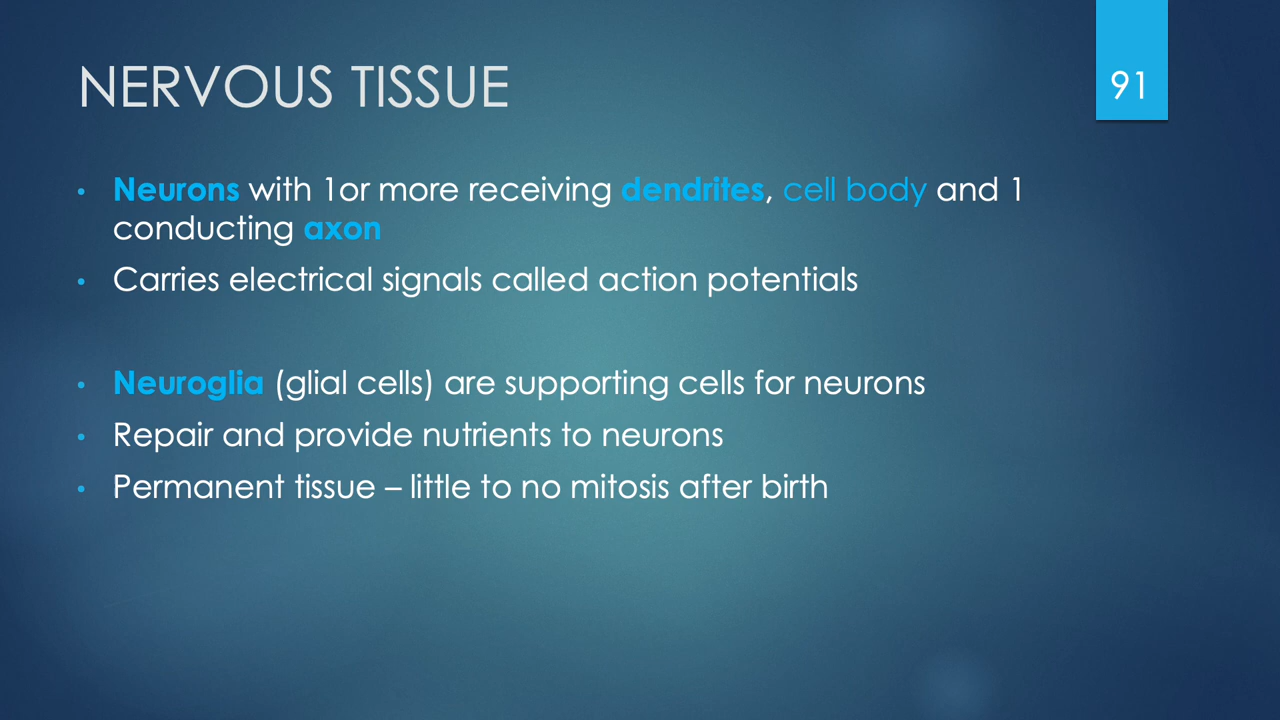 NERVOUS TISSUE
91
• Neurons with 1or more receiving dendrites, cell body and 1
conducting axon
• Carries electrical signals called action potentials
• Neuroglia (glial cells) are supporting cells for neurons
• Repair and provide nutrients to neurons
• Permanent tissue – little to no mitosis after birth